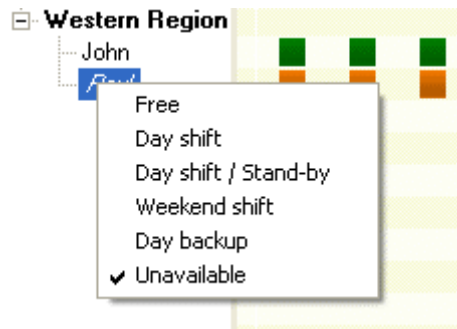 Western Region
John
Free
Day shift
Day shift / Stand-by
Weekend shift
Day backup
Unavailable